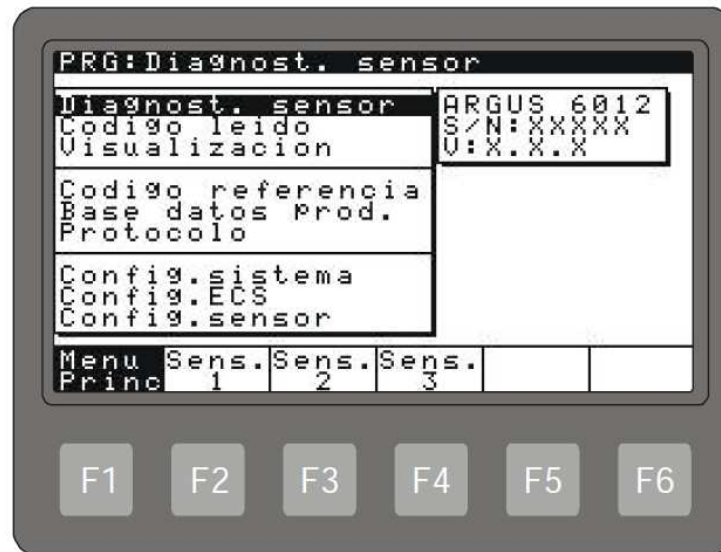 PRG:Diagnost. sensor
Diagnost. sensor
Codigo leido
Visualizacion
ARGUS 6012
S/N:XXXXX
V:X.X.X
Codigo referencia
Base datos Prod.
Protocolo
Config.sistema
Config.ECS
Config.sensor
Menu Princ
Sens. 1
Sens. 2
Sens. 3
F1 F2 F3 F4 F5 F6